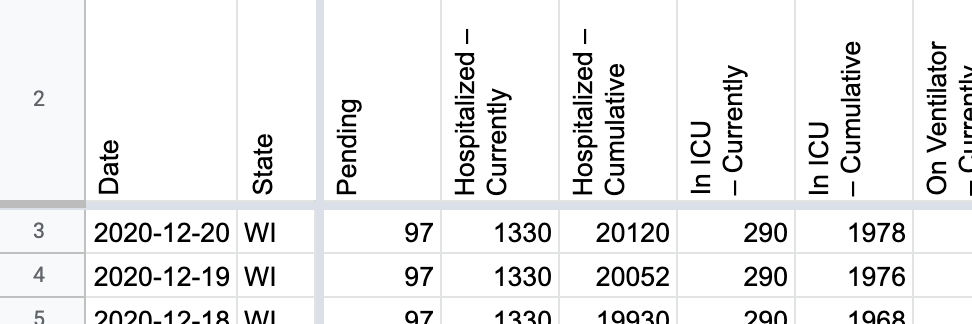 2 Date State Pending Hospitalized – Currently Hospitalized – Cumulative In ICU – Currently In ICU – Cumulative On Ventilator – Currently
3 2020-12-20 WI 97 1330 20120 290 1978
4 2020-12-19 WI 97 1330 20052 290 1976
5 2020-12-18 WI 97 1330 19930 290 1968